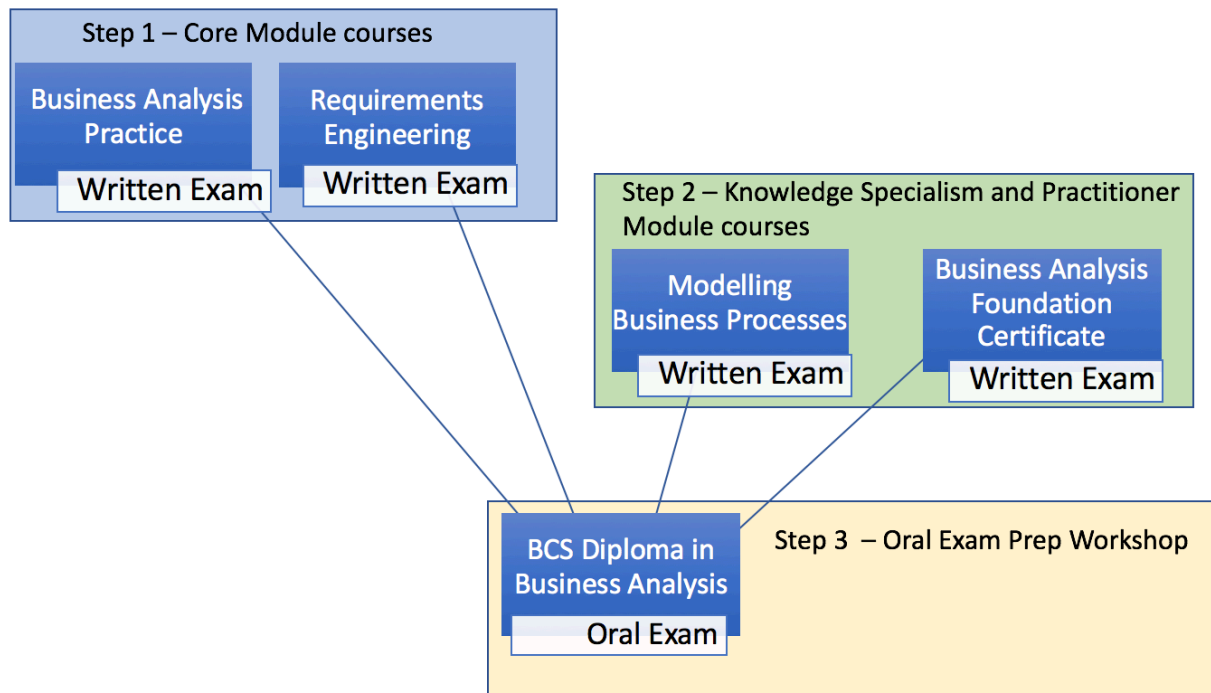 Step 1 – Core Module courses
Business Analysis
Practice
Written Exam
Requirements
Engineering
Written Exam
Step 2 – Knowledge Specialism and Practitioner
Module courses
Modelling
Business Processes
Written Exam
Business Analysis
Foundation
Certificate
Written Exam
BCS Diploma in
Business Analysis
Oral Exam
Step 3 – Oral Exam Prep Workshop